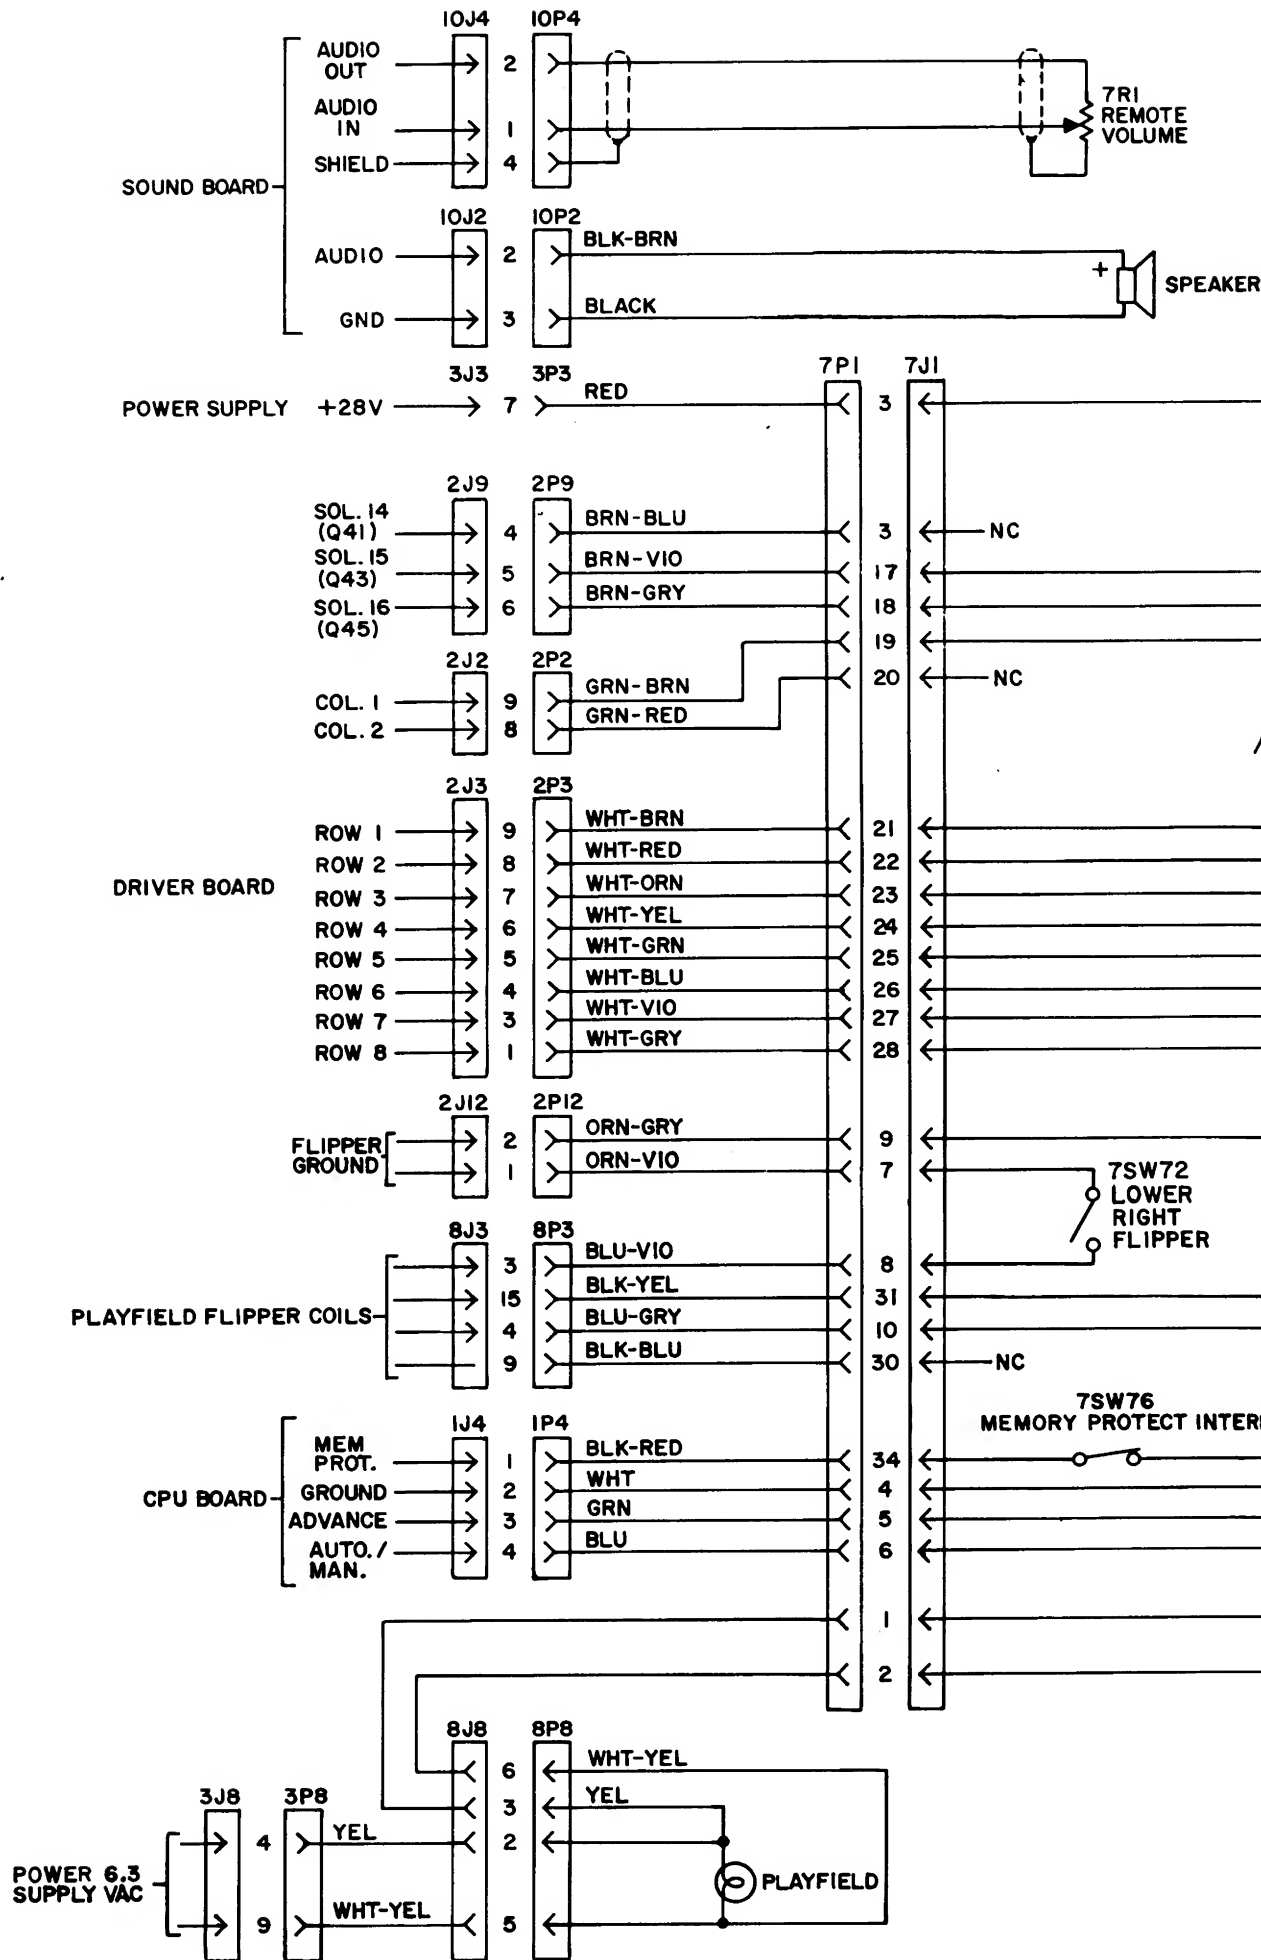 10J4 10P4
AUDIO
OUT
2
AUDIO
IN
1
SHIELD 4
7R1
REMOTE
VOLUME
SOUND BOARD
10J2 10P2
AUDIO 2 BLK-BRN
+
SPEAKER
GND 3 BLACK
7P1 7J1
3J3 3P3
POWER SUPPLY +28V 7 RED 3
2J9 2P9
SOL. 14
(Q41)
4 BRN-BLU 3 NC
SOL. 15
(Q43)
5 BRN-VIO 17
SOL. 16
(Q45)
6 BRN-GRY 18
19
2J2 2P2
20 NC
COL. 1 9 GRN-BRN
COL. 2 8 GRN-RED
2J3 2P3
DRIVER BOARD
ROW 1 9 WHT-BRN 21
ROW 2 8 WHT-RED 22
ROW 3 7 WHT-ORN 23
ROW 4 6 WHT-YEL 24
ROW 5 5 WHT-GRN 25
ROW 6 4 WHT-BLU 26
ROW 7 3 WHT-VIO 27
ROW 8 1 WHT-GRY 28
2J12 2P12
FLIPPER
GROUND
2 ORN-GRY 9
1 ORN-VIO 7
7SW72
LOWER
RIGHT
FLIPPER
8J3 8P3
PLAYFIELD FLIPPER COILS
3 BLU-VIO 8
15 BLK-YEL 31
4 BLU-GRY 10
9 BLK-BLU 30 NC
7SW76
MEMORY PROTECT INTER
1J4 1P4
CPU BOARD
MEM
PROT.
1 BLK-RED 34
GROUND 2 WHT 4
ADVANCE 3 GRN 5
AUTO./
MAN.
4 BLU 6
1
2
8J8 8P8
6 WHT-YEL
3J8 3P8
3 YEL
4 YEL 2
POWER 6.3
SUPPLY VAC
PLAYFIELD
9 WHT-YEL 5